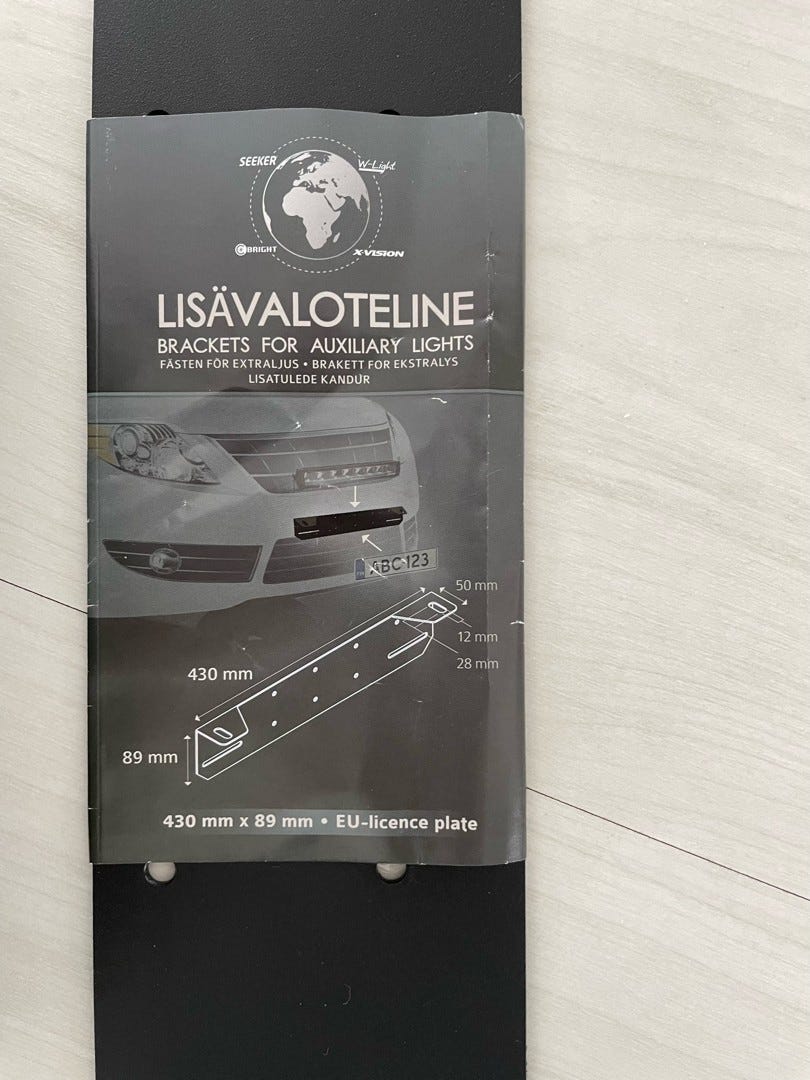 SEEKER
W-Light
BRIGHT
X-VISION
LISÄVALOTELINE
BRACKETS FOR AUXILIARY LIGHTS
FÄSTEN FÖR EXTRALJUS • BRAKETT FOR EKSTRALYS
LISATULEDE KANDUR
ABC 123
50 mm
12 mm
28 mm
430 mm
89 mm
430 mm x 89 mm • EU-licence plate